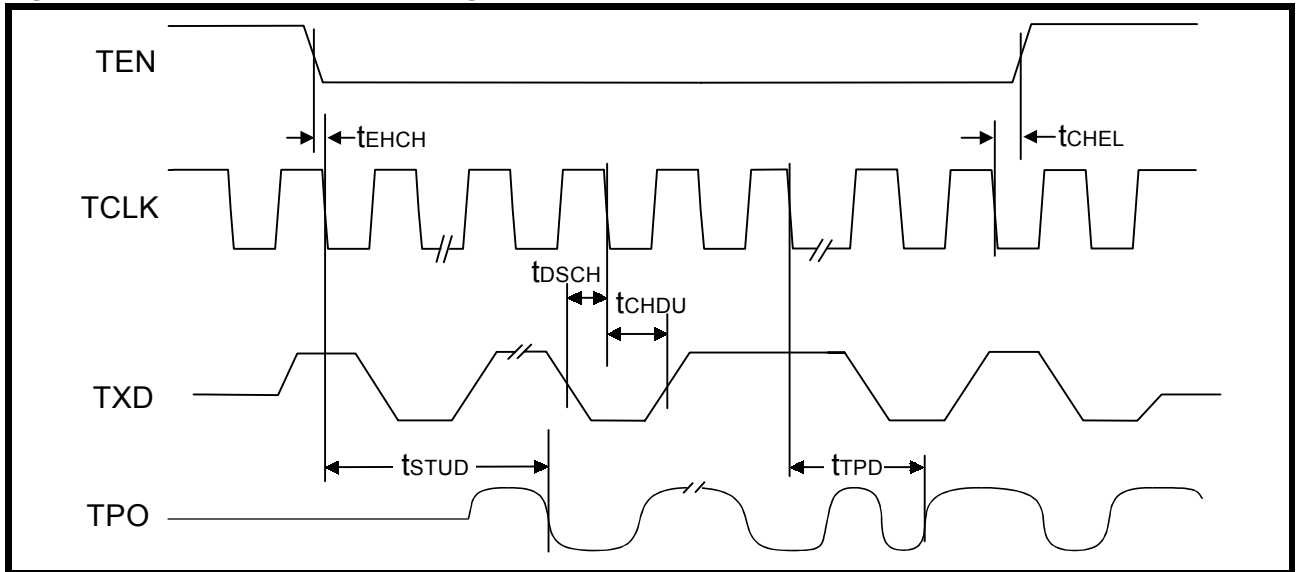 TEN
tEHCH
tCHEL
TCLK
tDSCH
tCHDU
TXD
tSTUD
tTPD
TPO